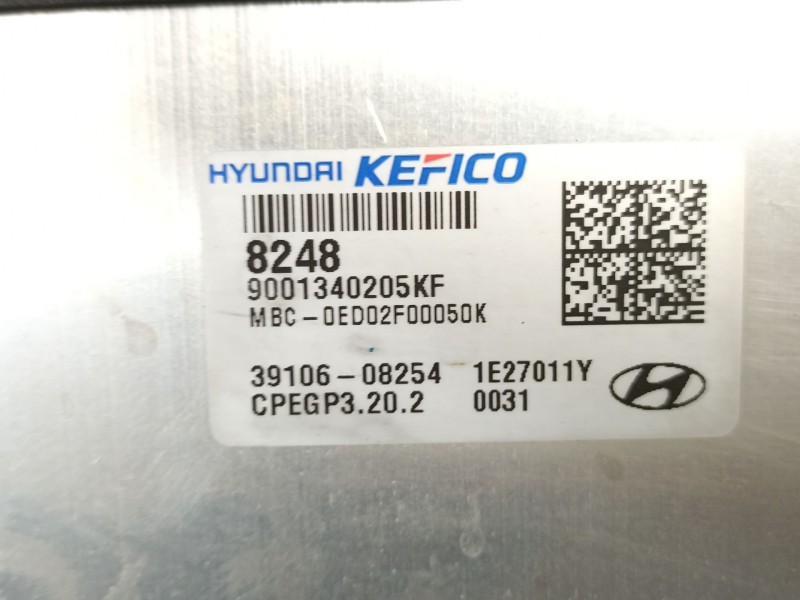 HYUNDAI KEFICO
8248
9001340205KF
MBC-0ED02F00050K
39106-08254 1E27011Y
CPEGP3.20.2 0031